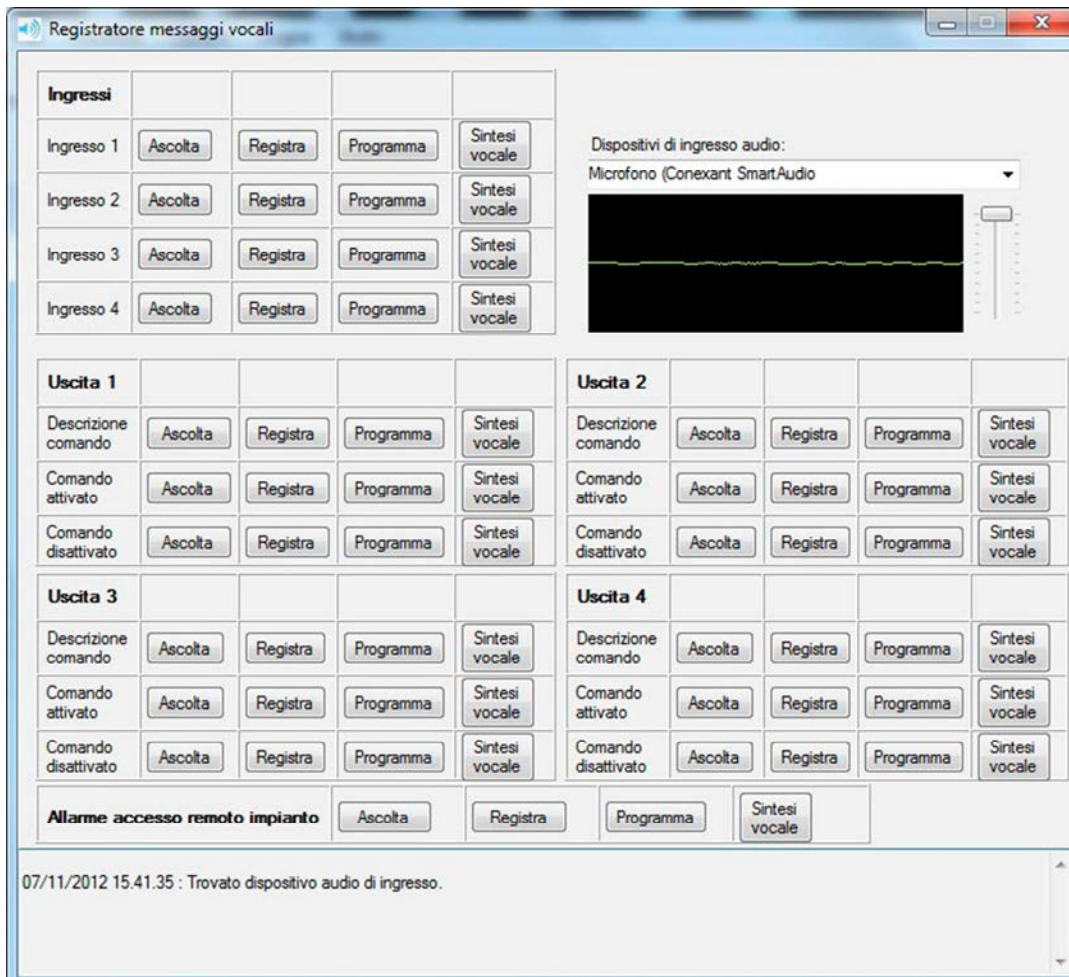 Registratore messaggi vocali
Ingressi
Ingresso 1 Ascolta Registra Programma Sintesi vocale
Ingresso 2 Ascolta Registra Programma Sintesi vocale
Ingresso 3 Ascolta Registra Programma Sintesi vocale
Ingresso 4 Ascolta Registra Programma Sintesi vocale
Dispositivi di ingresso audio:
Microfono (Conexant SmartAudio
Uscita 1
Descrizione comando Ascolta Registra Programma Sintesi vocale
Comando attivato Ascolta Registra Programma Sintesi vocale
Comando disattivato Ascolta Registra Programma Sintesi vocale
Uscita 2
Descrizione comando Ascolta Registra Programma Sintesi vocale
Comando attivato Ascolta Registra Programma Sintesi vocale
Comando disattivato Ascolta Registra Programma Sintesi vocale
Uscita 3
Descrizione comando Ascolta Registra Programma Sintesi vocale
Comando attivato Ascolta Registra Programma Sintesi vocale
Comando disattivato Ascolta Registra Programma Sintesi vocale
Uscita 4
Descrizione comando Ascolta Registra Programma Sintesi vocale
Comando attivato Ascolta Registra Programma Sintesi vocale
Comando disattivato Ascolta Registra Programma Sintesi vocale
Allarme accesso remoto impianto Ascolta Registra Programma Sintesi vocale
07/11/2012 15.41.35 : Trovato dispositivo audio di ingresso.